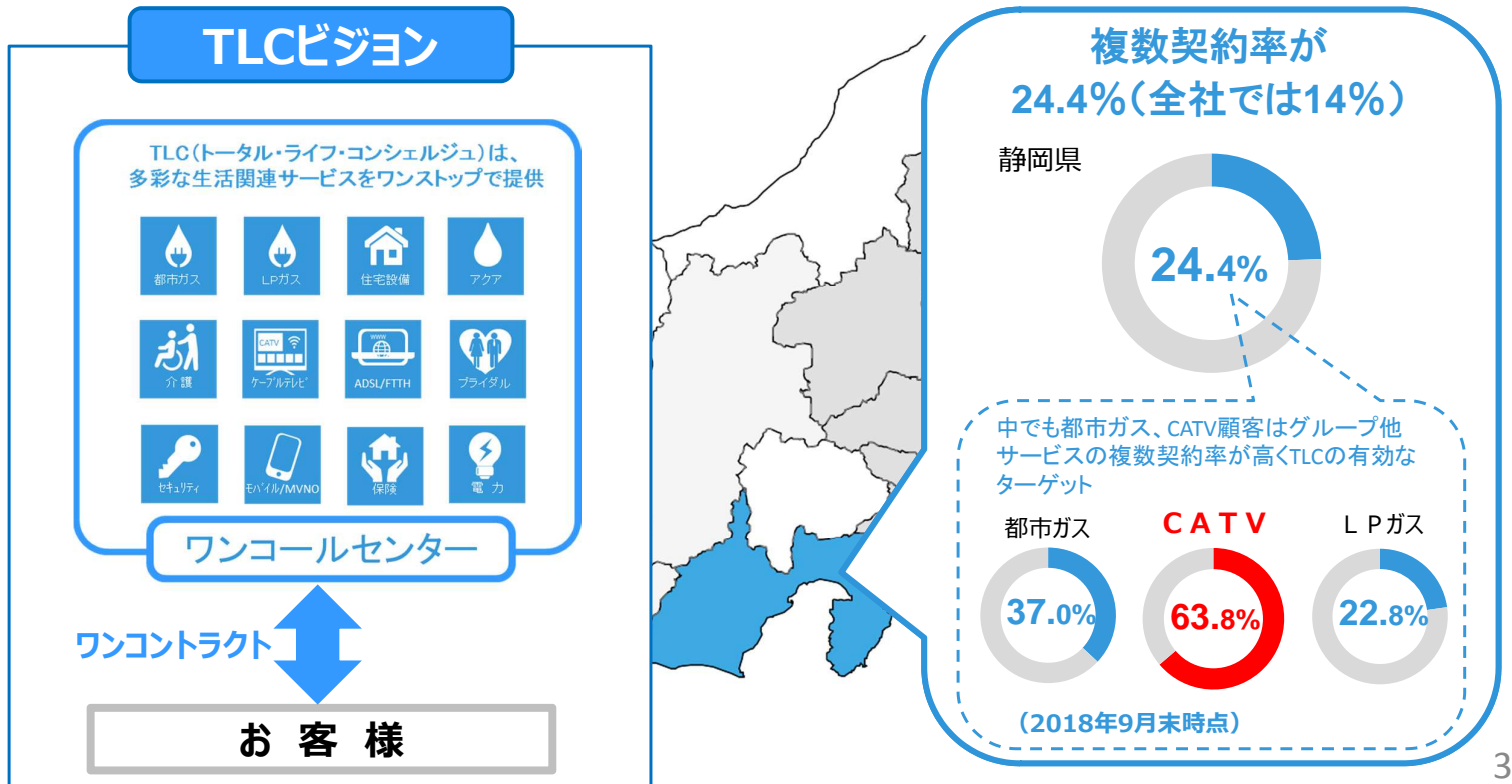 TLCビジョン
TLC（トータル・ライフ・コンシェルジュ）は、
多彩な生活関連サービスをワンストップで提供
都市ガス
LPガス
住宅設備
アクア
介護
CATV
ケーブルテレビ
www
ADSL/FTTH
ブライダル
セキュリティ
モバイル/MVNO
保険
電力
ワンコールセンター
ワンコントラクト
お客様
複数契約率が
24.4％（全社では14％）
静岡県
24.4%
中でも都市ガス、CATV顧客はグループ他
サービスの複数契約率が高くTLCの有効な
ターゲット
都市ガス
CATV
LPガス
37.0%
63.8%
22.8%
（2018年9月末時点）
3